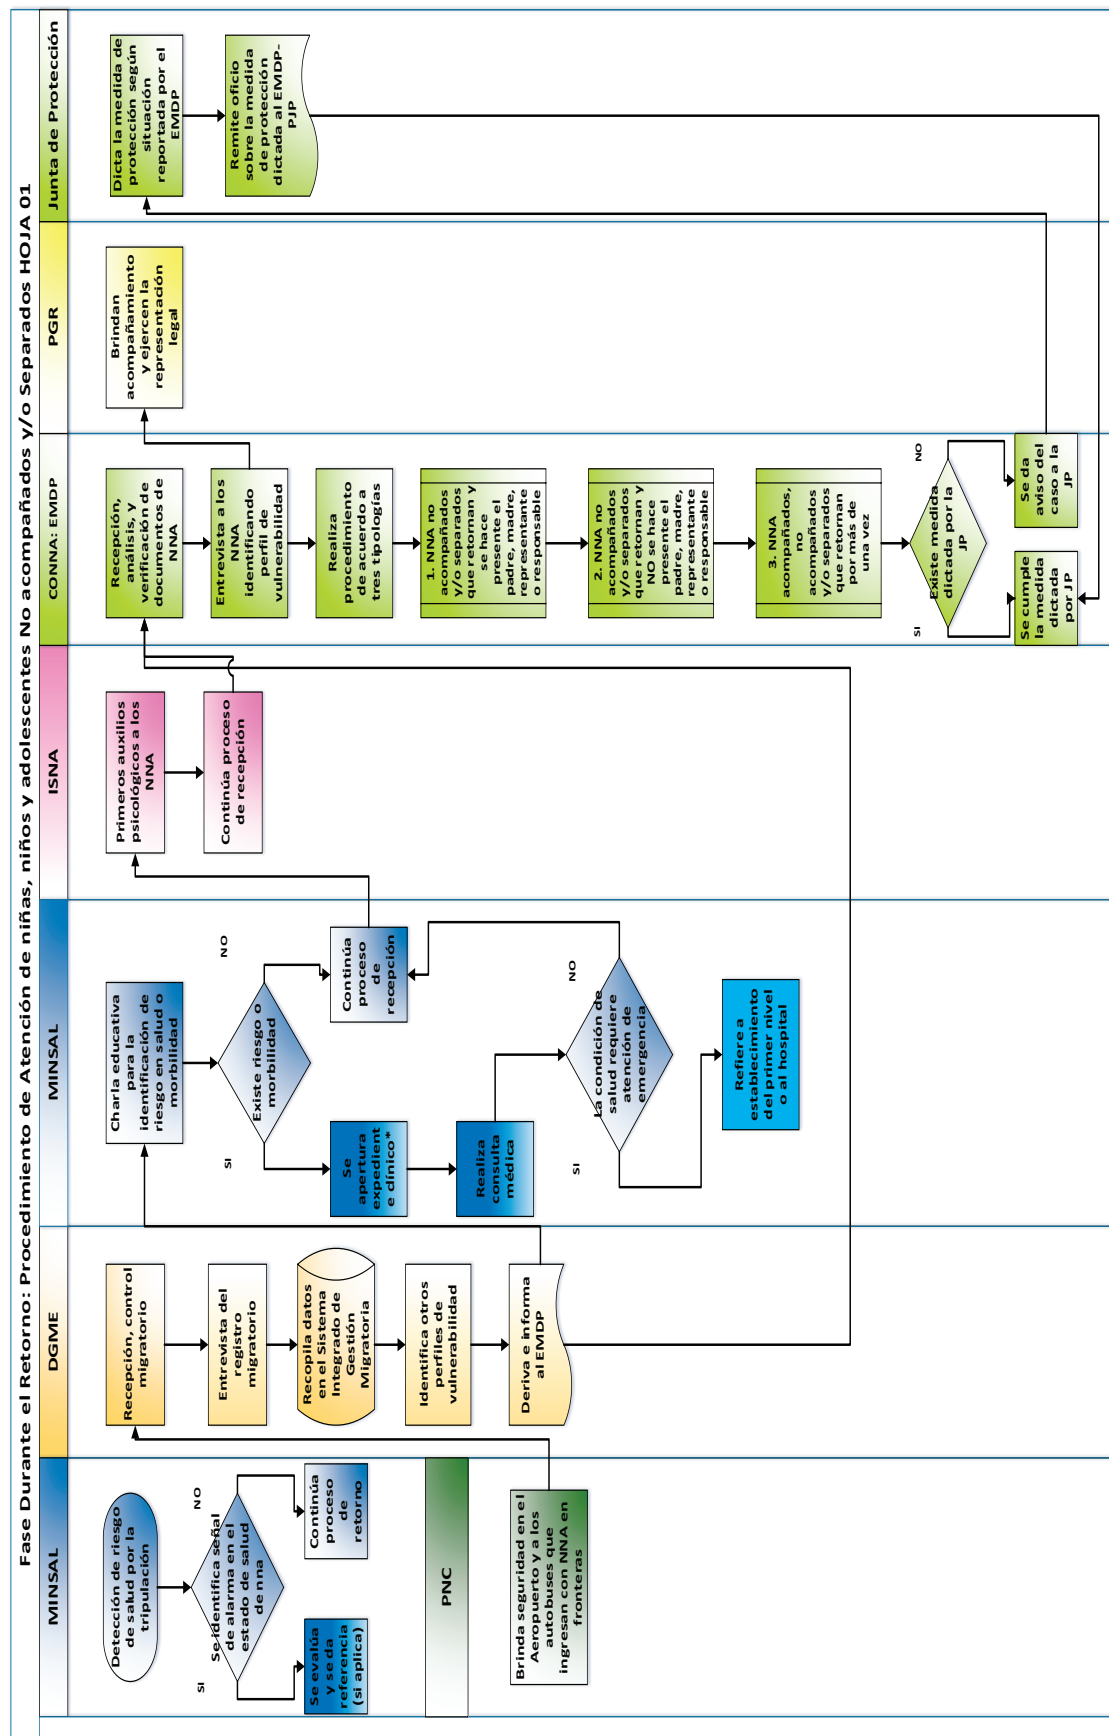 Fase Durante el Retorno: Procedimiento de Atención de niñas, niños y adolescentes No acompañados y/o Separados HOJA 01
MINSAL
Detección de riesgo
de salud por la
tripulación
Se identifica señal
de alarma en el
estado de salud
de nna
SI
NO
Se evalúa
y se da
referencia
(si aplica)
Continúa
proceso
de
retorno
PNC
Brinda seguridad en el
Aeropuerto y a los
autobuses que
ingresan con NNA en
fronteras
DGME
Recepción, control
migratorio
Entrevista del
registro
migratorio
Recopila datos
en el Sistema
Integrado de
Gestión
Migratoria
Identifica otros
perfiles de
vulnerabilidad
Deriva e informa
al EMDP
MINSAL
Charla educativa
para la
identificación de
riesgo en salud o
morbilidad
Existe riesgo o
morbilidad
SI
NO
Se
apertura
expedient
e clínico*
Continúa
proceso
de
recepción
Realiza
consulta
médica
La condición de
salud requiere
atención de
emergencia
SI
NO
Refiere a
establecimiento
del primer nivel
o al hospital
ISNA
Primeros auxilios
psicológicos a los
NNA
Continúa proceso
de recepción
CONNA: EMDP
Recepción,
análisis, y
verificación de
documentos de
NNA
Entrevista a los
NNA
identificando
perfil de
vulnerabilidad
Realiza
procedimiento
de acuerdo a
tres tipologías
1. NNA no
acompañados
y/o separados
que retornan y
se hace
presente el
padre, madre,
representante
o responsable
2. NNA no
acompañados
y/o separados
que retornan y
NO se hace
presente el
padre, madre,
representante
o responsable
3. NNA
acompañados,
no
acompañados
y/o separados
que retornan
por más de
una vez
Existe medida
dictada por la
JP
SI
NO
Se cumple
la medida
dictada
por JP
Se da
aviso del
caso a la
JP
PGR
Brindan
acompañamiento
y ejercen la
representación
legal
Junta de Protección
Dicta la medida de
protección según
situación
reportada por el
EMDP
Remite oficio
sobre la medida
de protección
dictada al EMDP-
PJP